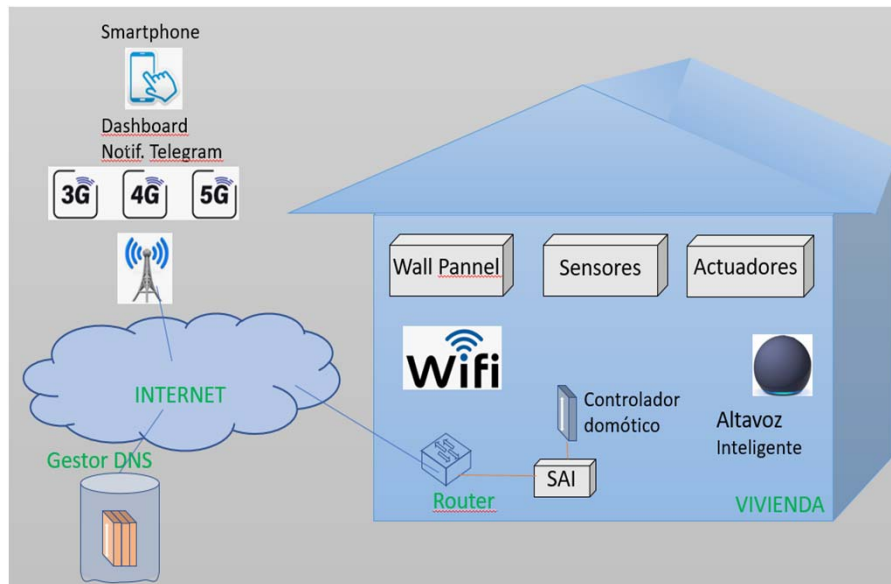 Smartphone
Dashboard
Notif. Telegram
3G 4G 5G
INTERNET
Gestor DNS
Wall Pannel
Sensores
Actuadores
Wifi
Controlador
domótico
Altavoz
Inteligente
SAI
Router
VIVIENDA